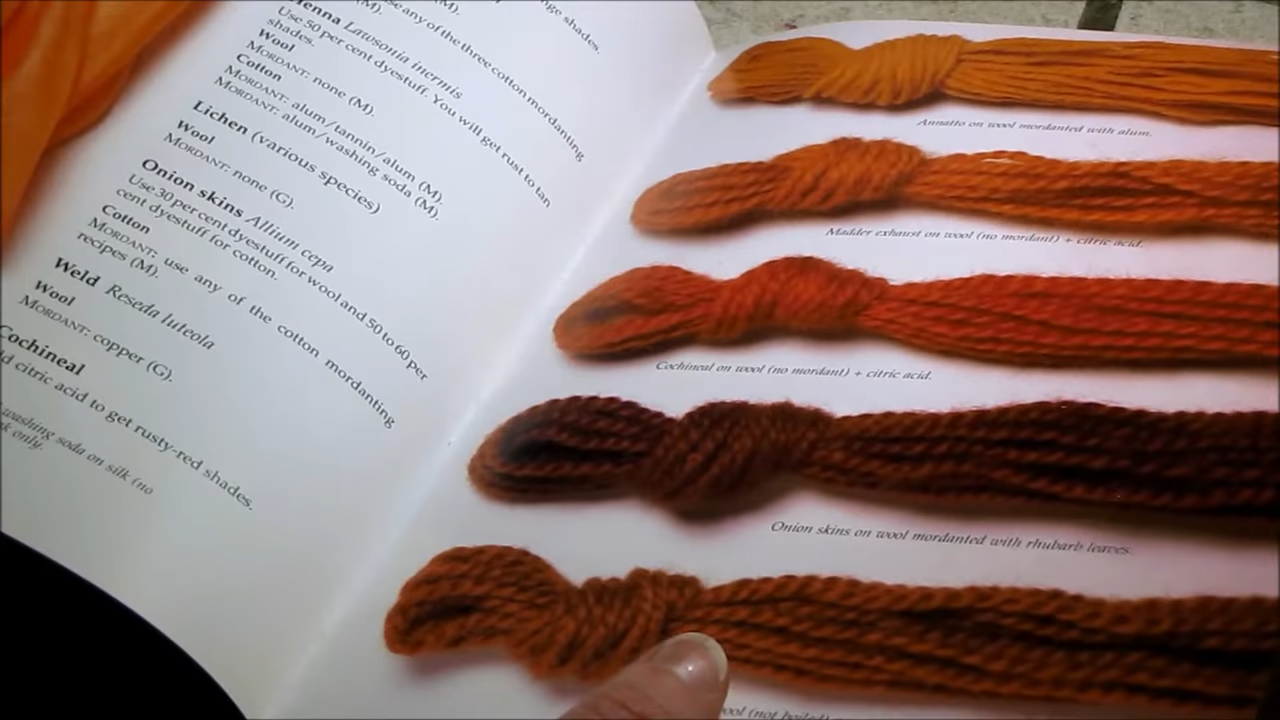 nge shades.
(M).
use any of the three cotton mordanting
(M).
Henna Lawsonia inermis
Use 50 per cent dyestuff. You will get rust to tan
shades.
Wool
MORDANT: none (M).
Cotton
MORDANT: alum/tannin/alum (M).
MORDANT: alum/washing soda (M).
Lichen (various species)
Wool
MORDANT: none (G).
Onion skins Allium cepa
Use 30 per cent dyestuff for wool and 50 to 60 per
cent dyestuff for cotton.
Cotton
MORDANT: use any of the cotton mordanting
recipes (M).
Weld Reseda luteola
Wool
MORDANT: copper (G).
Cochineal
citric acid to get rusty-red shades.
washing soda on silk (no
only.
Annatto on wool mordanted with alum.
Madder exhaust on wool (no mordant) + citric acid.
Cochineal on wool (no mordant) + citric acid.
Onion skins on wool mordanted with rhubarb leaves.
(not boiled)